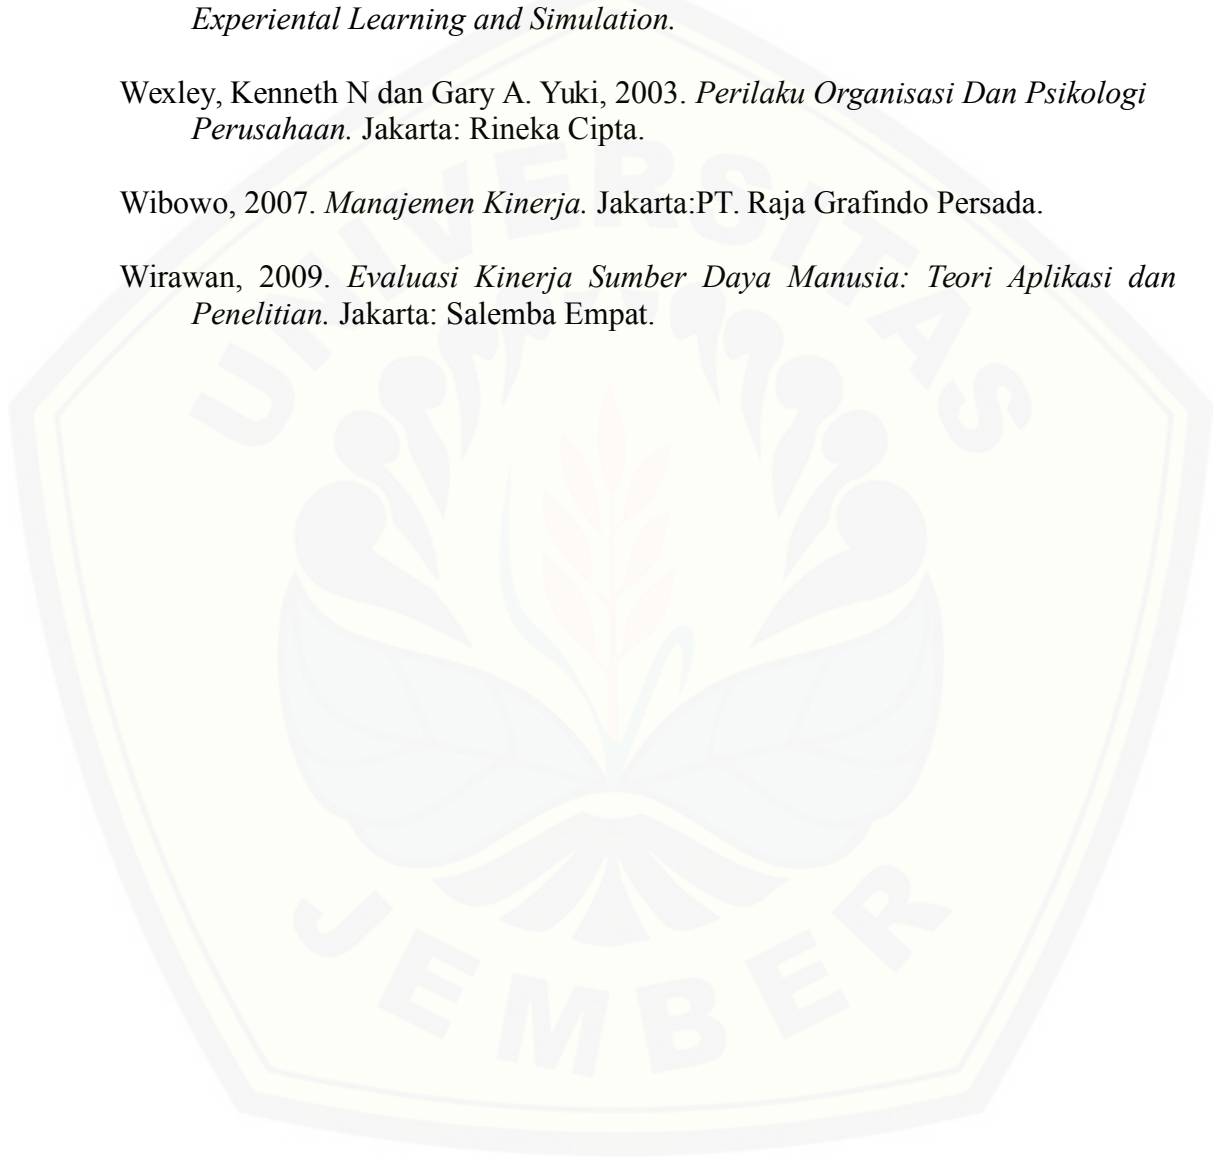 Experiental Learning and Simulation.
Wexley, Kenneth N dan Gary A. Yuki, 2003. Perilaku Organisasi Dan Psikologi
Perusahaan. Jakarta: Rineka Cipta.
Wibowo, 2007. Manajemen Kinerja. Jakarta:PT. Raja Grafindo Persada.
Wirawan, 2009. Evaluasi Kinerja Sumber Daya Manusia: Teori Aplikasi dan
Penelitian. Jakarta: Salemba Empat.
UNIVERSITAS
JEMBER